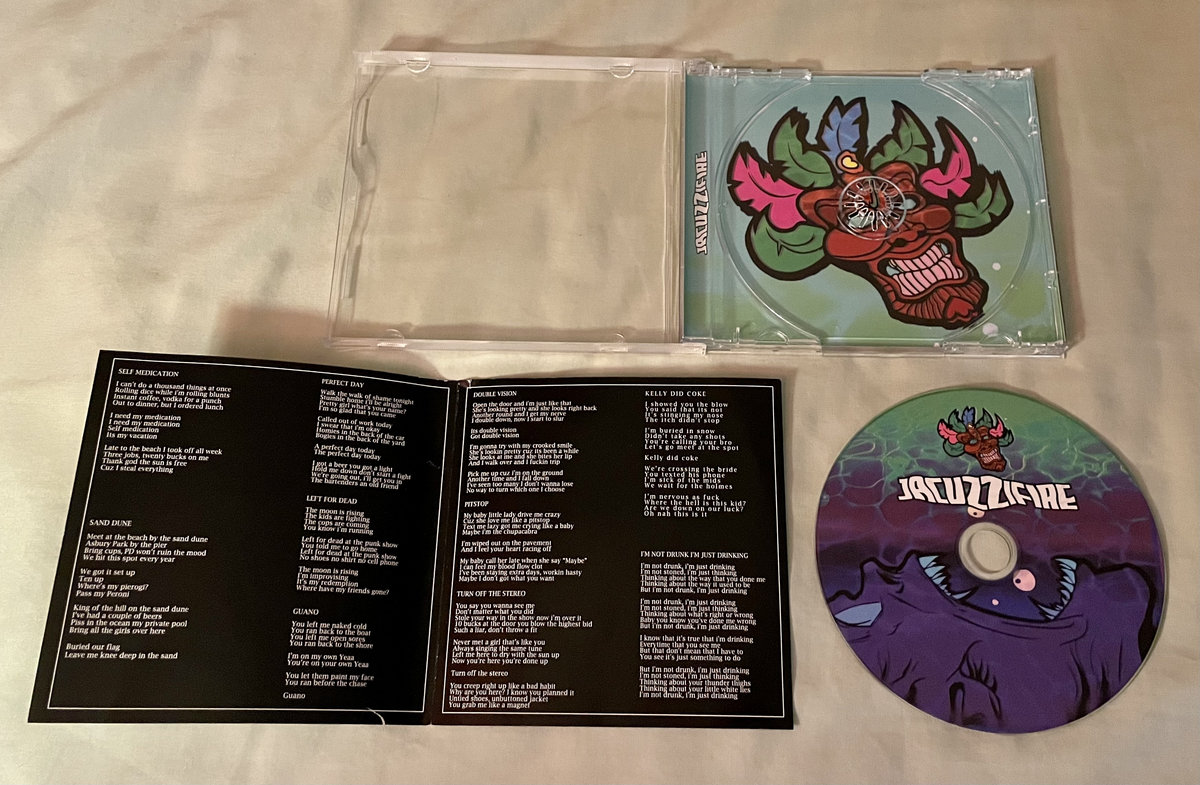 JACUZZIFIRE
SELF MEDICATION
I can't do a thousand things at once
Rolling dice while i'm rolling blunts
Instant coffee, vodka for a punch
Out to dinner, but I ordered lunch
I need my medication
I need my medication
Self medication
Its my vacation
Late to the beach I took off all week
Three jobs, twenty bucks on me
Thank god the sun is free
Cuz I steal everything
SAND DUNE
Meet at the beach by the sand dune
Asbury Park by the pier
Bring cups, PD won't ruin the mood
We hit this spot every year
We got it set up
Ten up
Where's my pierogi?
Pass my Peroni
King of the hill on the sand dune
I've had a couple of beers
Piss in the ocean my private pool
Bring all the girls over here
Buried our flag
Leave me knee deep in the sand
PERFECT DAY
Walk the walk of shame tonight
Stumble home i'll be alright
Pretty girl what's your name?
I'm so glad that you came
Called out of work today
I swear that i'm okay
Homies in the back of the car
Bogies in the back of the yard
A perfect day today
The perfect day today
I got a beer you got a light
Hold me down don't start a fight
We're going out, i'll get you in
The bartenders an old friend
LEFT FOR DEAD
The moon is rising
The kids are fighting
The cops are coming
You know i'm running
Left for dead at the punk show
You told me to go home
Left for dead at the punk show
No shoes no shirt no cell phone
The moon is rising
I'm improvising
It's my redemption
Where have my friends gone?
GUANO
You left me naked cold
You ran back to the boat
You left me open sores
You ran back to the shore
I'm on my own Yeaa
You're on your own Yeaa
You let them paint my face
You ran before the chase
Guano
DOUBLE VISION
Open the door and i'm just like that
She's looking pretty and she looks right back
Another round and I get my nerve
I double down, now I start to slur
Its double vision
Got double vision
I'm gonna try with my crooked smile
She's lookin pretty cuz its been a while
She looks at me and she bites her lip
And I walk over and I fuckin trip
Pick me up cuz i'm on the ground
Another time and I fall down
I've seen too many I don't wanna lose
No way to turn which one I choose
PITSTOP
My baby little lady drive me crazy
Cuz she love me like a pitstop
Text me lazy got me crying like a baby
Maybe i'm the chupacabra
I'm wiped out on the pavement
And I feel your heart racing off
My baby call her late when she say "Maybe"
I can feel my blood flow clot
I've been staying extra days, workin hasty
Maybe I don't got what you want
TURN OFF THE STEREO
You say you wanna see me
Don't matter what you did
Stole your way in the show now i'm over it
10 bucks at the door you blow the highest bid
Such a liar, don't throw a fit
Never met a girl that's like you
Always singing the same tune
Left me here to dry with the sun up
Now you're here you're done up
Turn off the stereo
You creep right up like a bad habit
Why are you here? I know you planned it
Untied shoes, unbuttoned jacket
You grab me like a magnet
KELLY DID COKE
I showed you the blow
You said that its not
It's stinging my nose
The itch didn't stop
I'm buried in snow
Didn't take any shots
You're calling your bro
Let's go meet at the spot
Kelly did coke
We're crossing the bride
You texted his phone
I'm sick of the mids
We wait for the holmes
I'm nervous as fuck
Where the hell is this kid?
Are we down on our luck?
Oh nah this is it
I'M NOT DRUNK I'M JUST DRINKING
I'm not drunk, i'm just drinking
I'm not stoned, i'm just thinking
Thinking about the way that you done me
Thinking about the way it used to be
But i'm not drunk, i'm just drinking
I'm not drunk, i'm just drinking
I'm not stoned, I'm just thinking
Thinking about what's right or wrong
Baby you know you've done me wrong
But i'm not drunk, i'm just drinking
I know that it's true that i'm drinking
Everytime that you see me
But that don't mean that I have to
You see it's just something to do
But I'm not drunk, i'm just drinking
I'm not stoned, I'm just thinking
Thinking about your thunder thighs
Thinking about your little white lies
I'm not drunk, i'm just drinking
JACUZZIFIRE